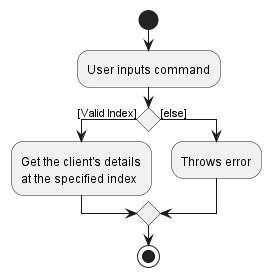 User inputs command
[Valid Index]
[else]
Get the client's details
at the specified index
Throws error